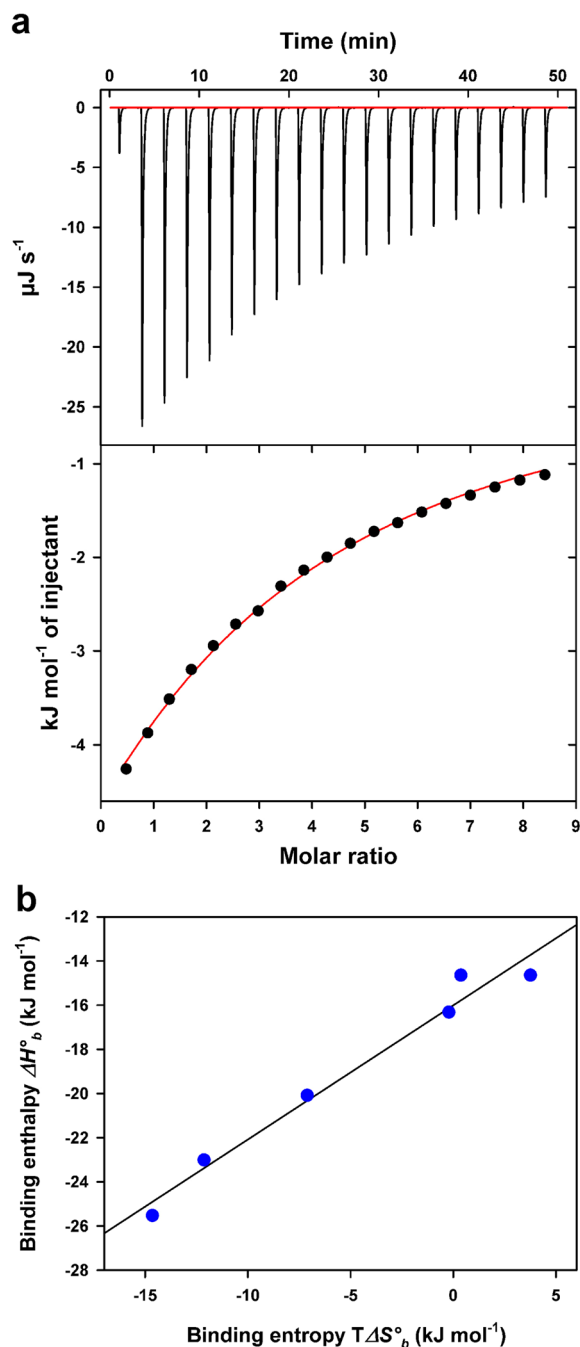 a
Time (min)
0 10 20 30 40 50
0
-5
-10
-15
-20
-25
µJ s⁻¹
-1
-2
-3
-4
kJ mol⁻¹ of injectant
0 1 2 3 4 5 6 7 8 9
Molar ratio
b
-12
-14
-16
-18
-20
-22
-24
-26
-28
Binding enthalpy ΔH°b (kJ mol⁻¹)
-15 -10 -5 0 5
Binding entropy TΔS°b (kJ mol⁻¹)